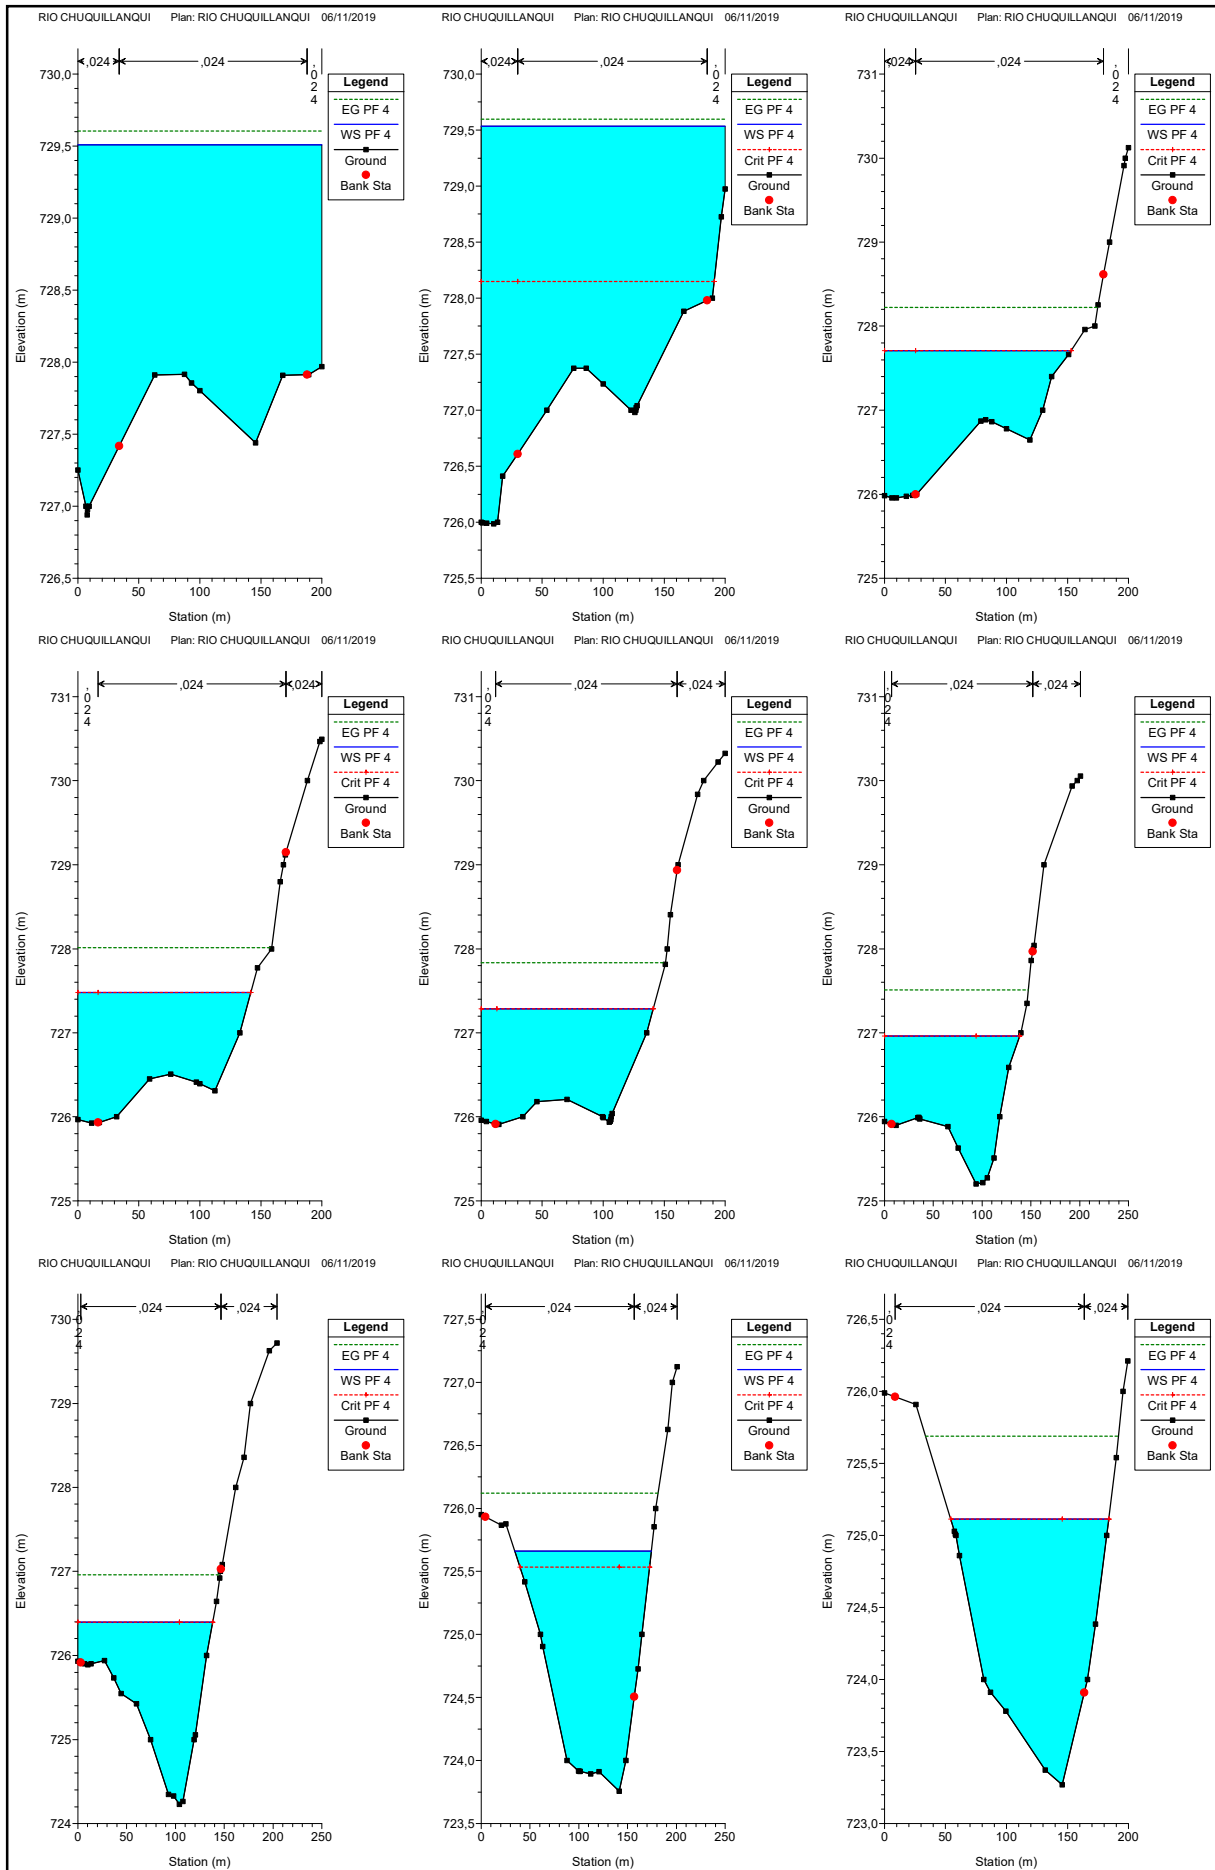 RIO CHUQUILLANQUI Plan: RIO CHUQUILLANQUI 06/11/2019
,024 ,024 ,024
Legend
EG PF 4
WS PF 4
Ground
Bank Sta
730,0
729,5
729,0
728,5
728,0
727,5
727,0
726,5
Elevation (m)
0 50 100 150 200
Station (m)
RIO CHUQUILLANQUI Plan: RIO CHUQUILLANQUI 06/11/2019
,024 ,024 ,024
Legend
EG PF 4
WS PF 4
Crit PF 4
Ground
Bank Sta
730,0
729,5
729,0
728,5
728,0
727,5
727,0
726,5
726,0
725,5
Elevation (m)
0 50 100 150 200
Station (m)
RIO CHUQUILLANQUI Plan: RIO CHUQUILLANQUI 06/11/2019
,024 ,024 ,024
Legend
EG PF 4
WS PF 4
Crit PF 4
Ground
Bank Sta
731
730
729
728
727
726
725
Elevation (m)
0 50 100 150 200
Station (m)
RIO CHUQUILLANQUI Plan: RIO CHUQUILLANQUI 06/11/2019
,024 ,024 ,024
Legend
EG PF 4
WS PF 4
Crit PF 4
Ground
Bank Sta
731
730
729
728
727
726
725
Elevation (m)
0 50 100 150 200
Station (m)
RIO CHUQUILLANQUI Plan: RIO CHUQUILLANQUI 06/11/2019
,024 ,024 ,024
Legend
EG PF 4
WS PF 4
Crit PF 4
Ground
Bank Sta
731
730
729
728
727
726
725
Elevation (m)
0 50 100 150 200
Station (m)
RIO CHUQUILLANQUI Plan: RIO CHUQUILLANQUI 06/11/2019
,024 ,024 ,024
Legend
EG PF 4
WS PF 4
Crit PF 4
Ground
Bank Sta
731
730
729
728
727
726
725
Elevation (m)
0 50 100 150 200 250
Station (m)
RIO CHUQUILLANQUI Plan: RIO CHUQUILLANQUI 06/11/2019
,024 ,024 ,024
Legend
EG PF 4
WS PF 4
Crit PF 4
Ground
Bank Sta
730
729
728
727
726
725
724
Elevation (m)
0 50 100 150 200 250
Station (m)
RIO CHUQUILLANQUI Plan: RIO CHUQUILLANQUI 06/11/2019
,024 ,024 ,024
Legend
EG PF 4
WS PF 4
Crit PF 4
Ground
Bank Sta
727,5
727,0
726,5
726,0
725,5
725,0
724,5
724,0
723,5
Elevation (m)
0 50 100 150 200 250
Station (m)
RIO CHUQUILLANQUI Plan: RIO CHUQUILLANQUI 06/11/2019
,024 ,024 ,024
Legend
EG PF 4
WS PF 4
Crit PF 4
Ground
Bank Sta
726,5
726,0
725,5
725,0
724,5
724,0
723,5
723,0
Elevation (m)
0 50 100 150 200
Station (m)